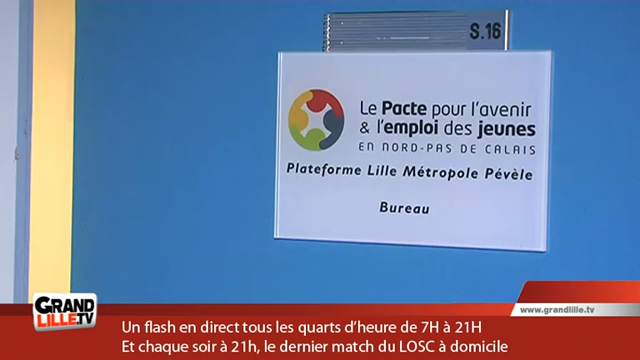 S.16
Le Pacte pour l'avenir
& l'emploi des jeunes
EN NORD-PAS DE CALAIS
Plateforme Lille Métropole Pévèle
Bureau
www.grandlille.tv
GRAND
LILLE.TV
Un flash en direct tous les quarts d'heure de 7H à 21H
Et chaque soir à 21h, le dernier match du LOSC à domicile